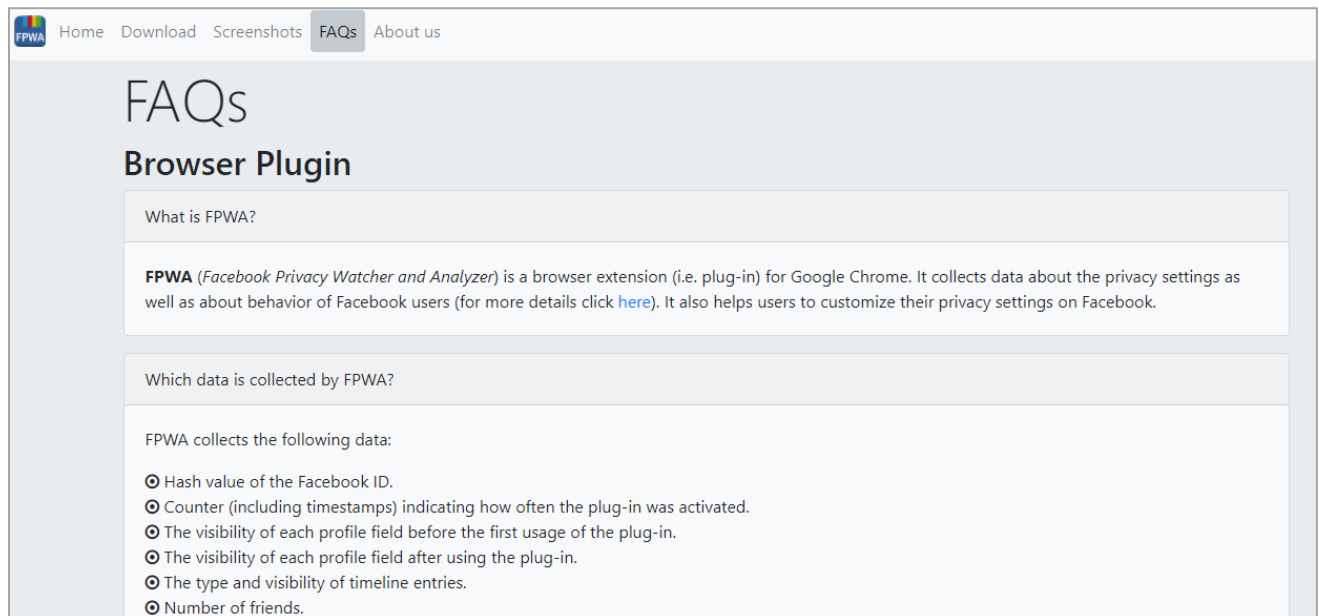 FPWA Home Download Screenshots FAQs About us
FAQs
Browser Plugin
What is FPWA?
FPWA (Facebook Privacy Watcher and Analyzer) is a browser extension (i.e. plug-in) for Google Chrome. It collects data about the privacy settings as
well as about behavior of Facebook users (for more details click here). It also helps users to customize their privacy settings on Facebook.
Which data is collected by FPWA?
FPWA collects the following data:
Hash value of the Facebook ID.
Counter (including timestamps) indicating how often the plug-in was activated.
The visibility of each profile field before the first usage of the plug-in.
The visibility of each profile field after using the plug-in.
The type and visibility of timeline entries.
Number of friends.